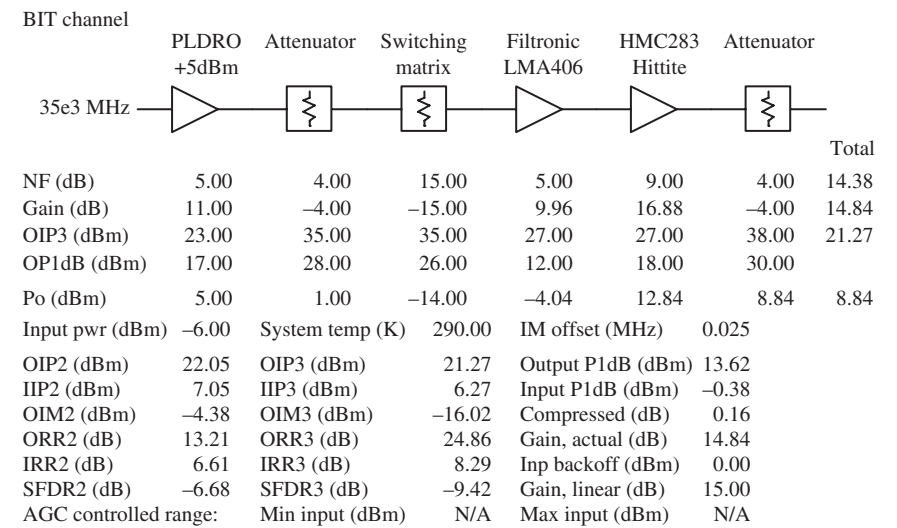 BIT channel
PLDRO Attenuator Switching Filtronic HMC283 Attenuator
+5dBm matrix LMA406 Hittite
35e3 MHz
Total
NF (dB) 5.00 4.00 15.00 5.00 9.00 4.00 14.38
Gain (dB) 11.00 –4.00 –15.00 9.96 16.88 –4.00 14.84
OIP3 (dBm) 23.00 35.00 35.00 27.00 27.00 38.00 21.27
OP1dB (dBm) 17.00 28.00 26.00 12.00 18.00 30.00
Po (dBm) 5.00 1.00 –14.00 –4.04 12.84 8.84 8.84
Input pwr (dBm) –6.00 System temp (K) 290.00 IM offset (MHz) 0.025
OIP2 (dBm) 22.05 OIP3 (dBm) 21.27 Output P1dB (dBm) 13.62
IIP2 (dBm) 7.05 IIP3 (dBm) 6.27 Input P1dB (dBm) –0.38
OIM2 (dBm) –4.38 OIM3 (dBm) –16.02 Compressed (dB) 0.16
ORR2 (dB) 13.21 ORR3 (dB) 24.86 Gain, actual (dB) 14.84
IRR2 (dB) 6.61 IRR3 (dB) 8.29 Inp backoff (dBm) 0.00
SFDR2 (dB) –6.68 SFDR3 (dB) –9.42 Gain, linear (dB) 15.00
AGC controlled range: Min input (dBm) N/A Max input (dBm) N/A